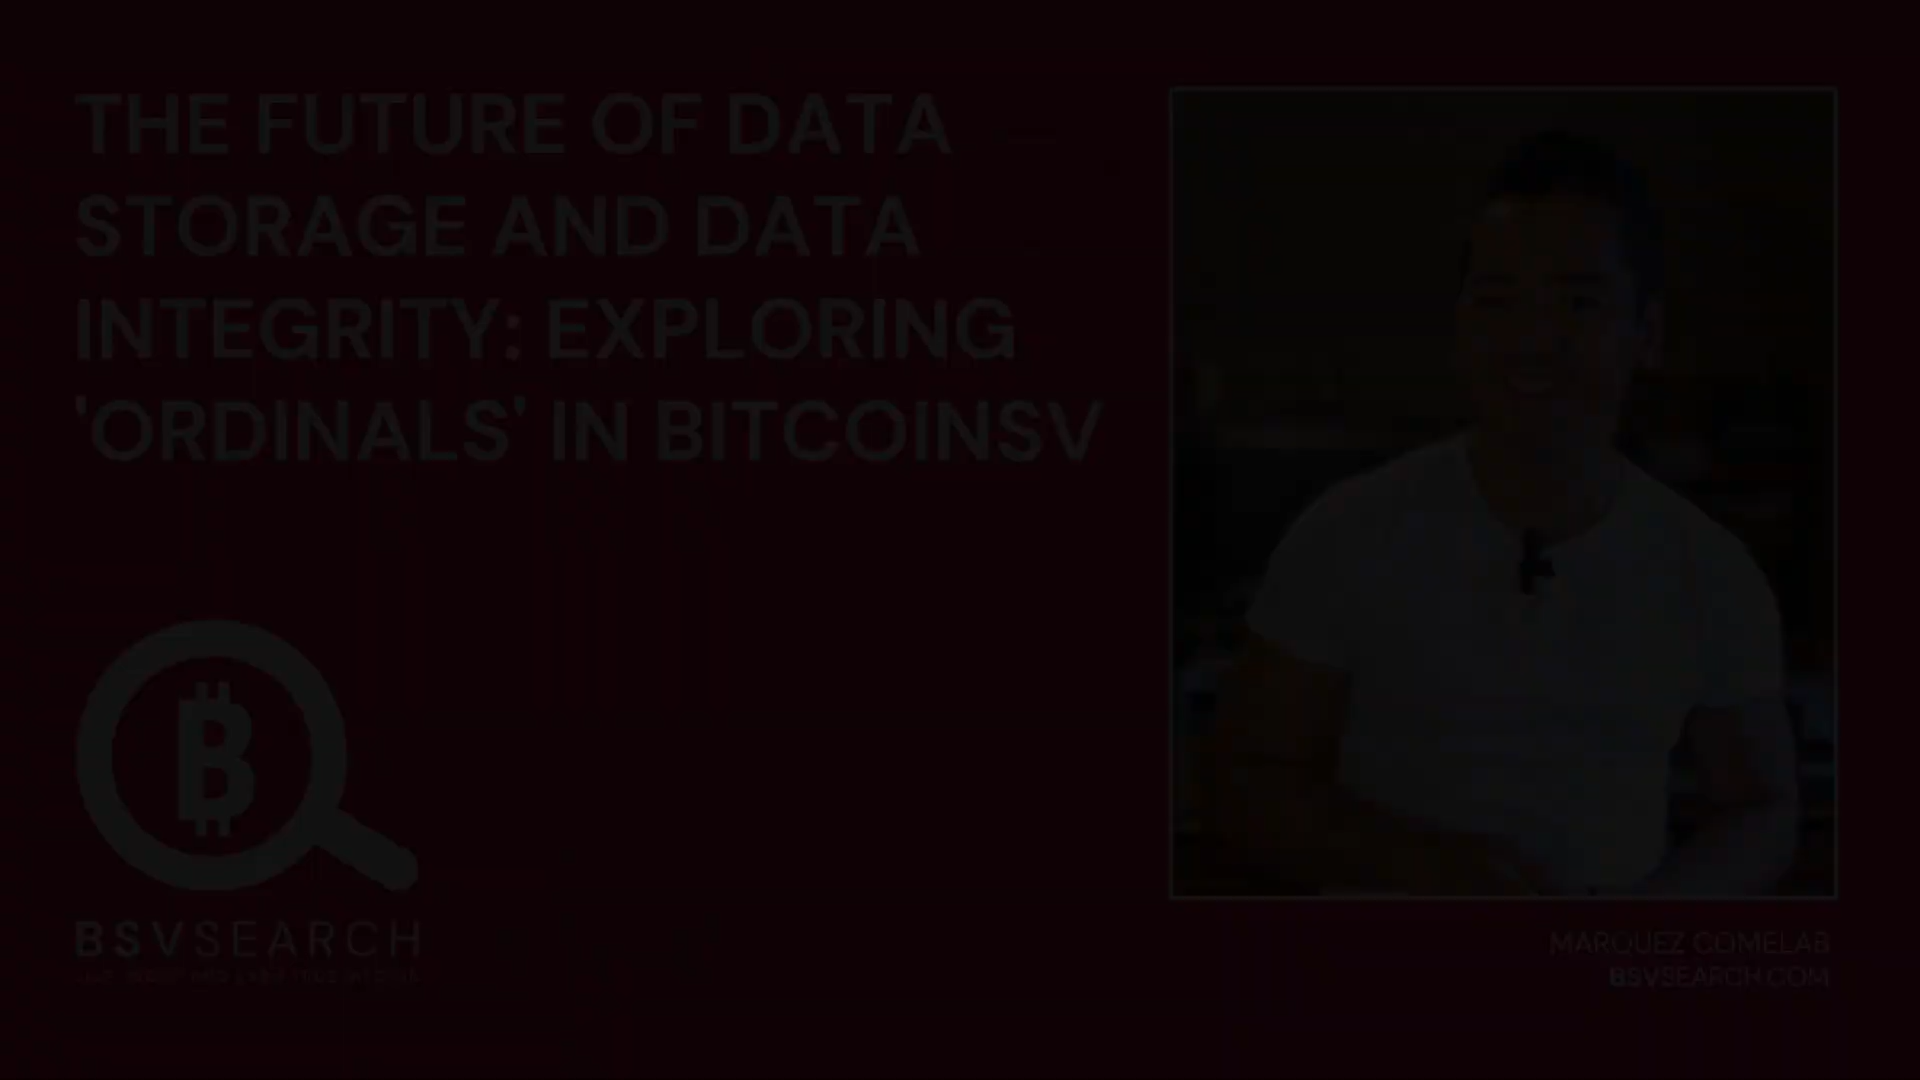 THE FUTURE OF DATA
STORAGE AND DATA
INTEGRITY: EXPLORING
'ORDINALS' IN BITCOINSV
BSVSEARCH
MARQUEZ COMELAB
BSVSEARCH.COM